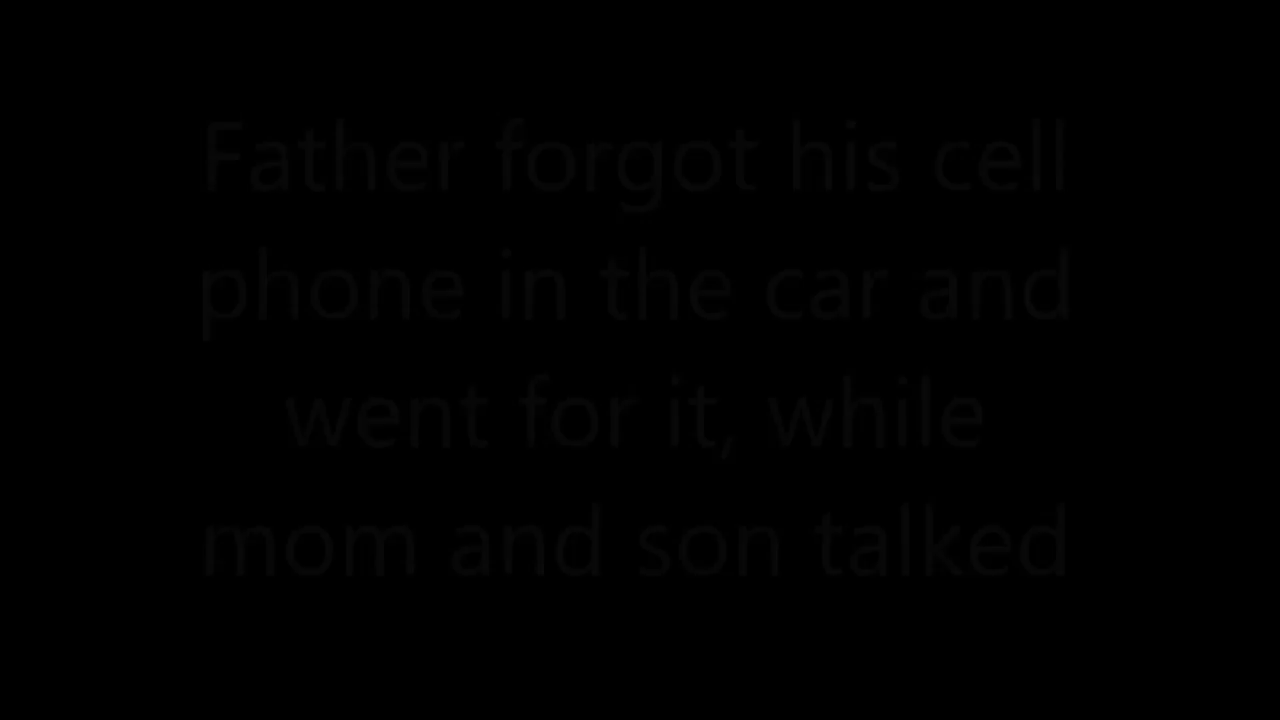 Father forgot his cell
phone in the car and
went for it, while
mom and son talked